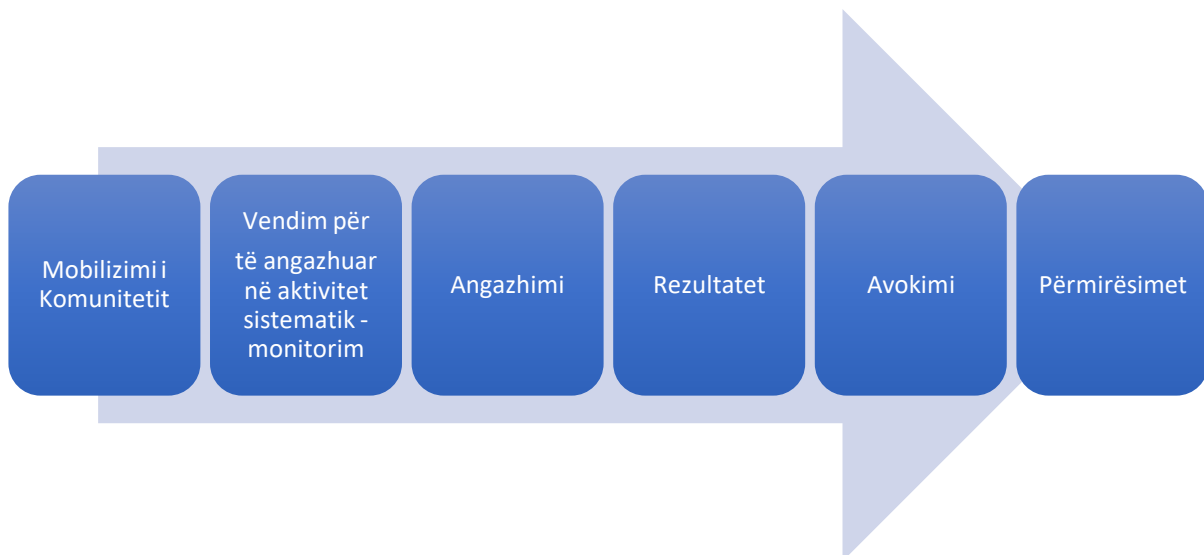 Mobilizimi i
Komunitetit
Vendim për
të angazhuar
në aktivitet
sistematik -
monitorim
Angazhimi
Rezultatet
Avokimi
Përmirësimet